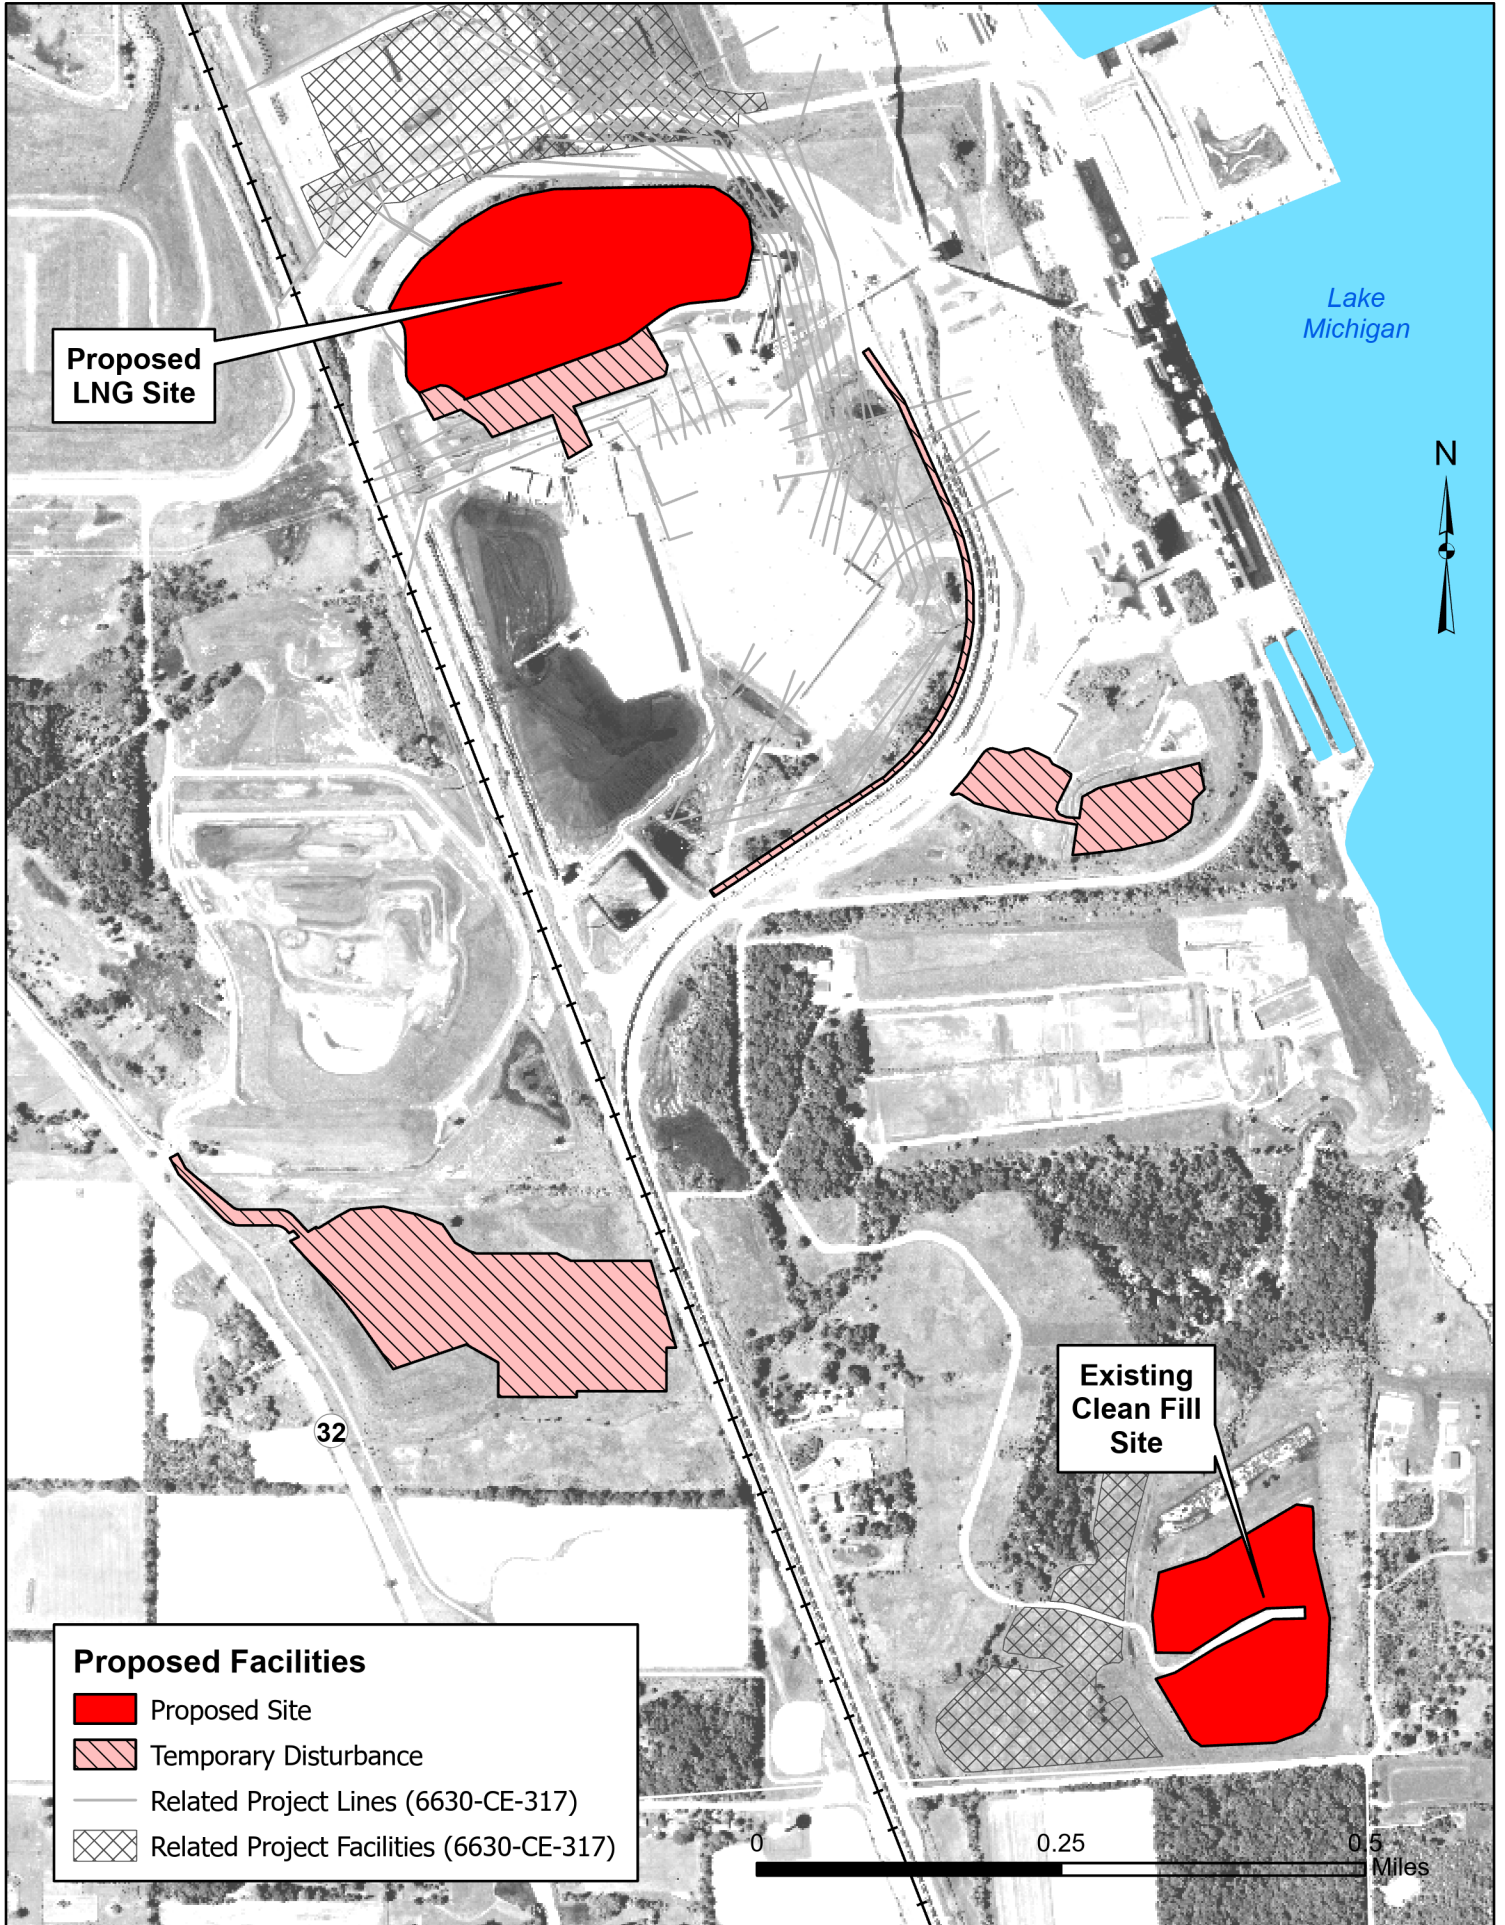 Lake
Michigan
Proposed
LNG Site
N
32
Existing
Clean Fill
Site
Proposed Facilities
Proposed Site
Temporary Disturbance
Related Project Lines (6630-CE-317)
Related Project Facilities (6630-CE-317)
0 0.25 0.5
Miles